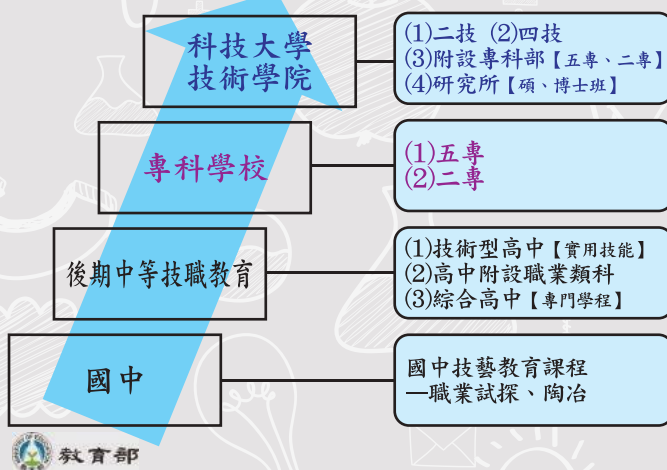 科技大學
技術學院
(1)二技 (2)四技
(3)附設專科部【五專、二專】
(4)研究所【碩、博士班】
專科學校
(1)五專
(2)二專
後期中等技職教育
(1)技術型高中【實用技能】
(2)高中附設職業類科
(3)綜合高中【專門學程】
國中
國中技藝教育課程
—職業試探、陶冶
教育部